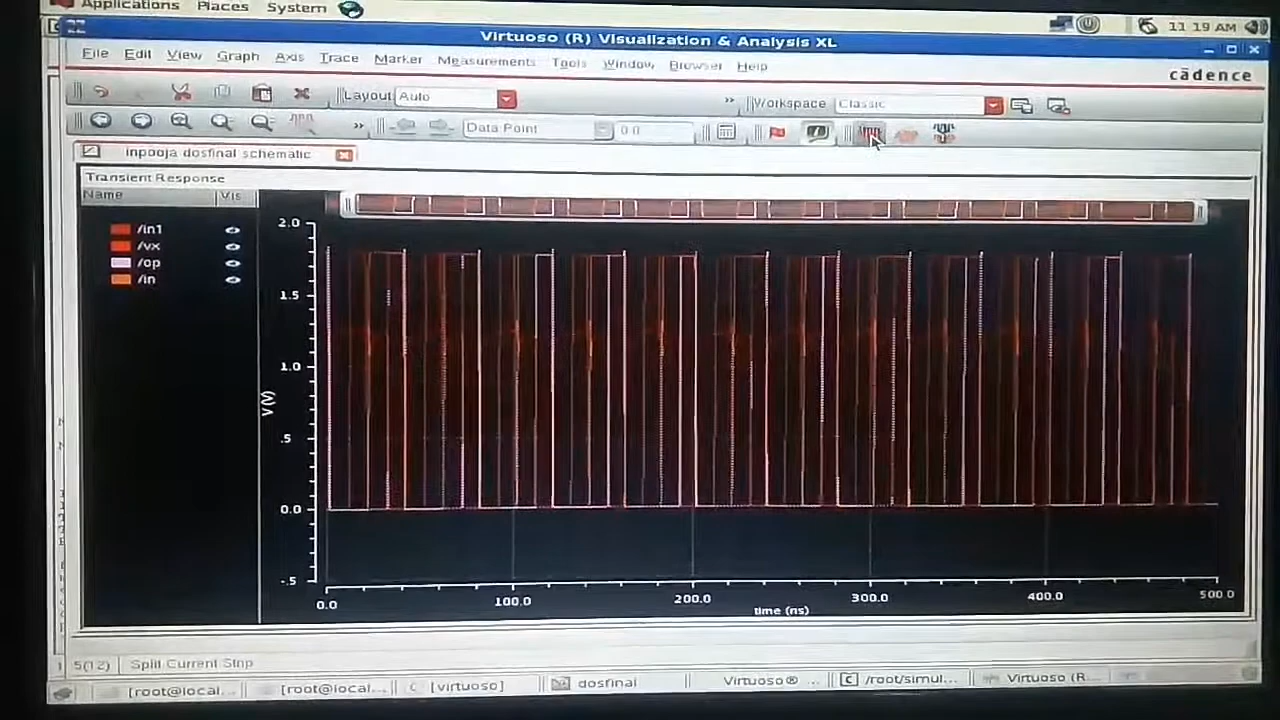 Applications Places System 11:19 AM
Virtuoso (R) Visualization & Analysis XL
File Edit View Graph Axis Trace Marker Measurements Tools Window Browser Help
cādence
Layout Auto » Workspace Classic
» Data Point 0.0
inpooja dosfinal schematic
Transient Response
Name Vis
/in1
/vx
/op
/in
2.0
1.5
1.0
.5
0.0
-.5
V(V)
0.0 100.0 200.0 300.0 400.0 500.0
time (ns)
5(12) Split Current Strip
[root@local... [root@local... [virtuoso] dosfinal Virtuoso® ... /root/simul... Virtuoso (R...